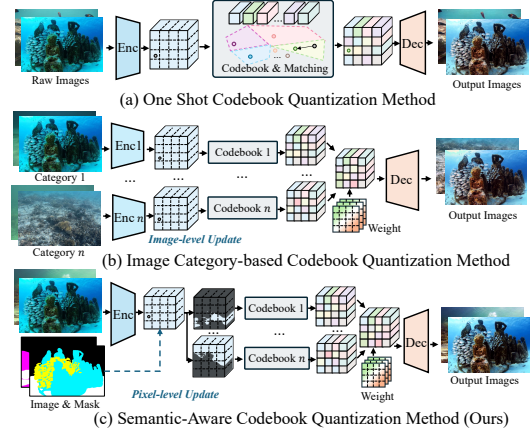 Enc
...
Codebook & Matching
Dec
Raw Images
Output Images
(a) One Shot Codebook Quantization Method
Enc1
Codebook 1
Category 1
...
...
Dec
Enc n
Codebook n
Weight
Output Images
Category n
Image-level Update
(b) Image Category-based Codebook Quantization Method
Enc
Codebook 1
...
...
Dec
Codebook n
Weight
Output Images
Image & Mask
Pixel-level Update
(c) Semantic-Aware Codebook Quantization Method (Ours)